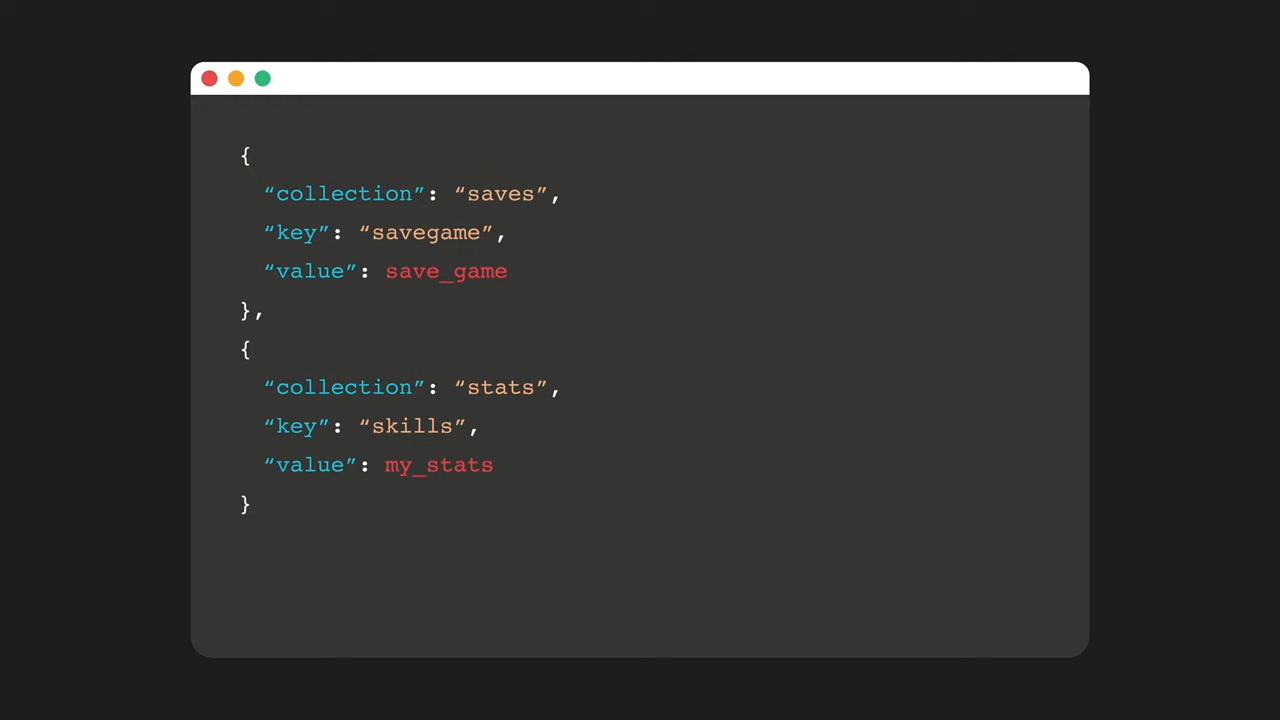 {
“collection”: “saves”,
“key”: “savegame”,
“value”: save_game
},
{
“collection”: “stats”,
“key”: “skills”,
“value”: my_stats
}